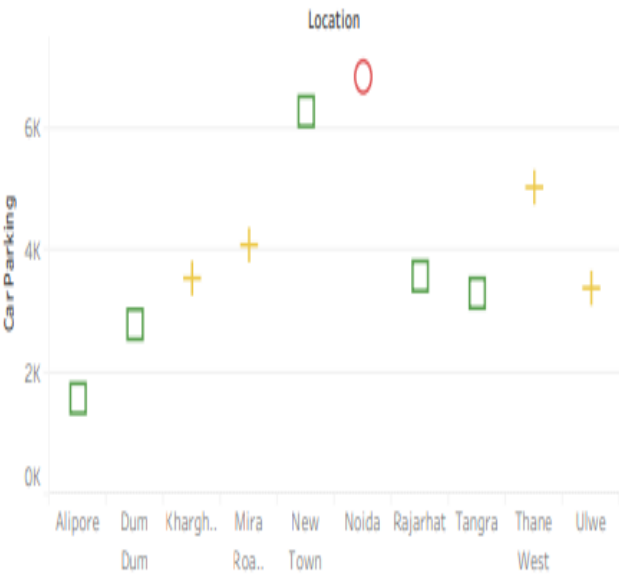 Location
6K
4K
2K
0K
Car Parking
Alipore Dum Khargh.. Mira New Noida Rajarhat Tangra Thane Ulwe
Dum Roa.. Town West